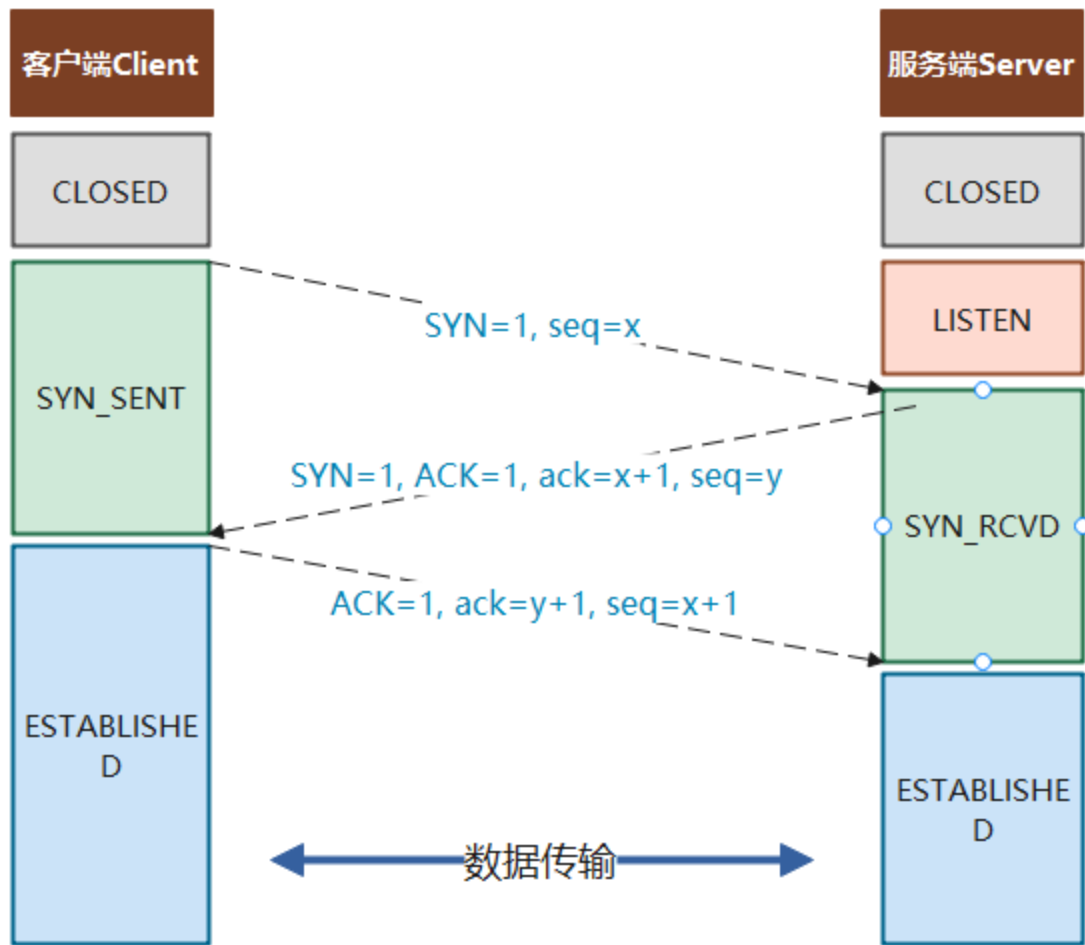 客户端Client
服务端Server
CLOSED
CLOSED
LISTEN
SYN=1, seq=x
SYN_SENT
SYN=1, ACK=1, ack=x+1, seq=y
SYN_RCVD
ACK=1, ack=y+1, seq=x+1
ESTABLISHE
D
ESTABLISHE
D
数据传输